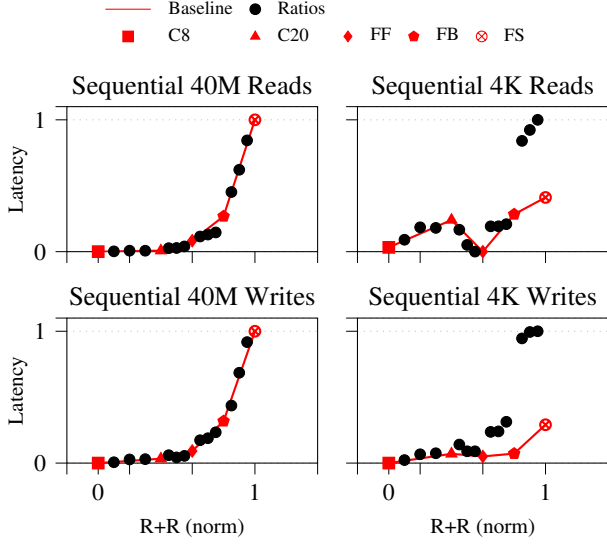 Baseline Ratios
C8 C20 FF FB FS
Sequential 40M Reads Sequential 4K Reads
Latency
1
0
Sequential 40M Writes Sequential 4K Writes
Latency
1
0
0 1 0 1
R+R (norm) R+R (norm)